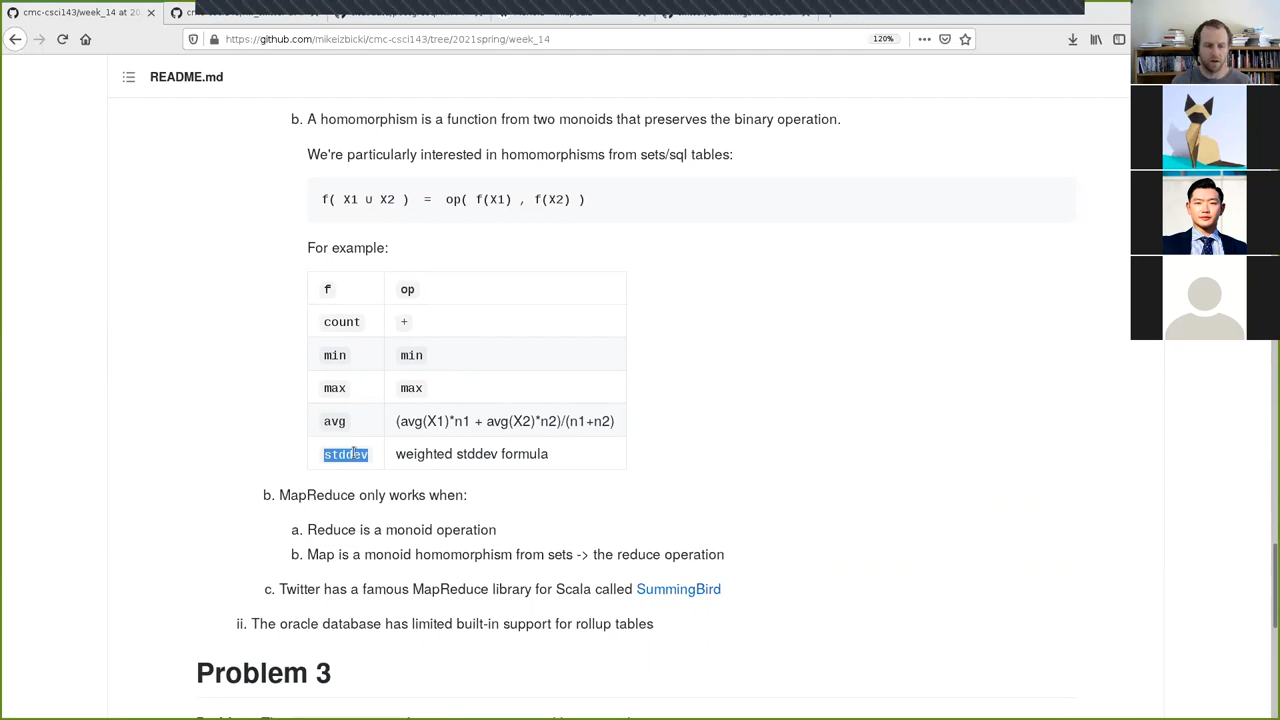 cmc-csci143/week_14 at 20
https://github.com/mikeizbicki/cmc-csci143/tree/2021spring/week_14
120%
README.md
b. A homomorphism is a function from two monoids that preserves the binary operation.
We're particularly interested in homomorphisms from sets/sql tables:
f( X1 ∪ X2 ) = op( f(X1) , f(X2) )
For example:
f op
count +
min min
max max
avg (avg(X1)*n1 + avg(X2)*n2)/(n1+n2)
stddev weighted stddev formula
b. MapReduce only works when:
a. Reduce is a monoid operation
b. Map is a monoid homomorphism from sets -> the reduce operation
c. Twitter has a famous MapReduce library for Scala called SummingBird
ii. The oracle database has limited built-in support for rollup tables
Problem 3